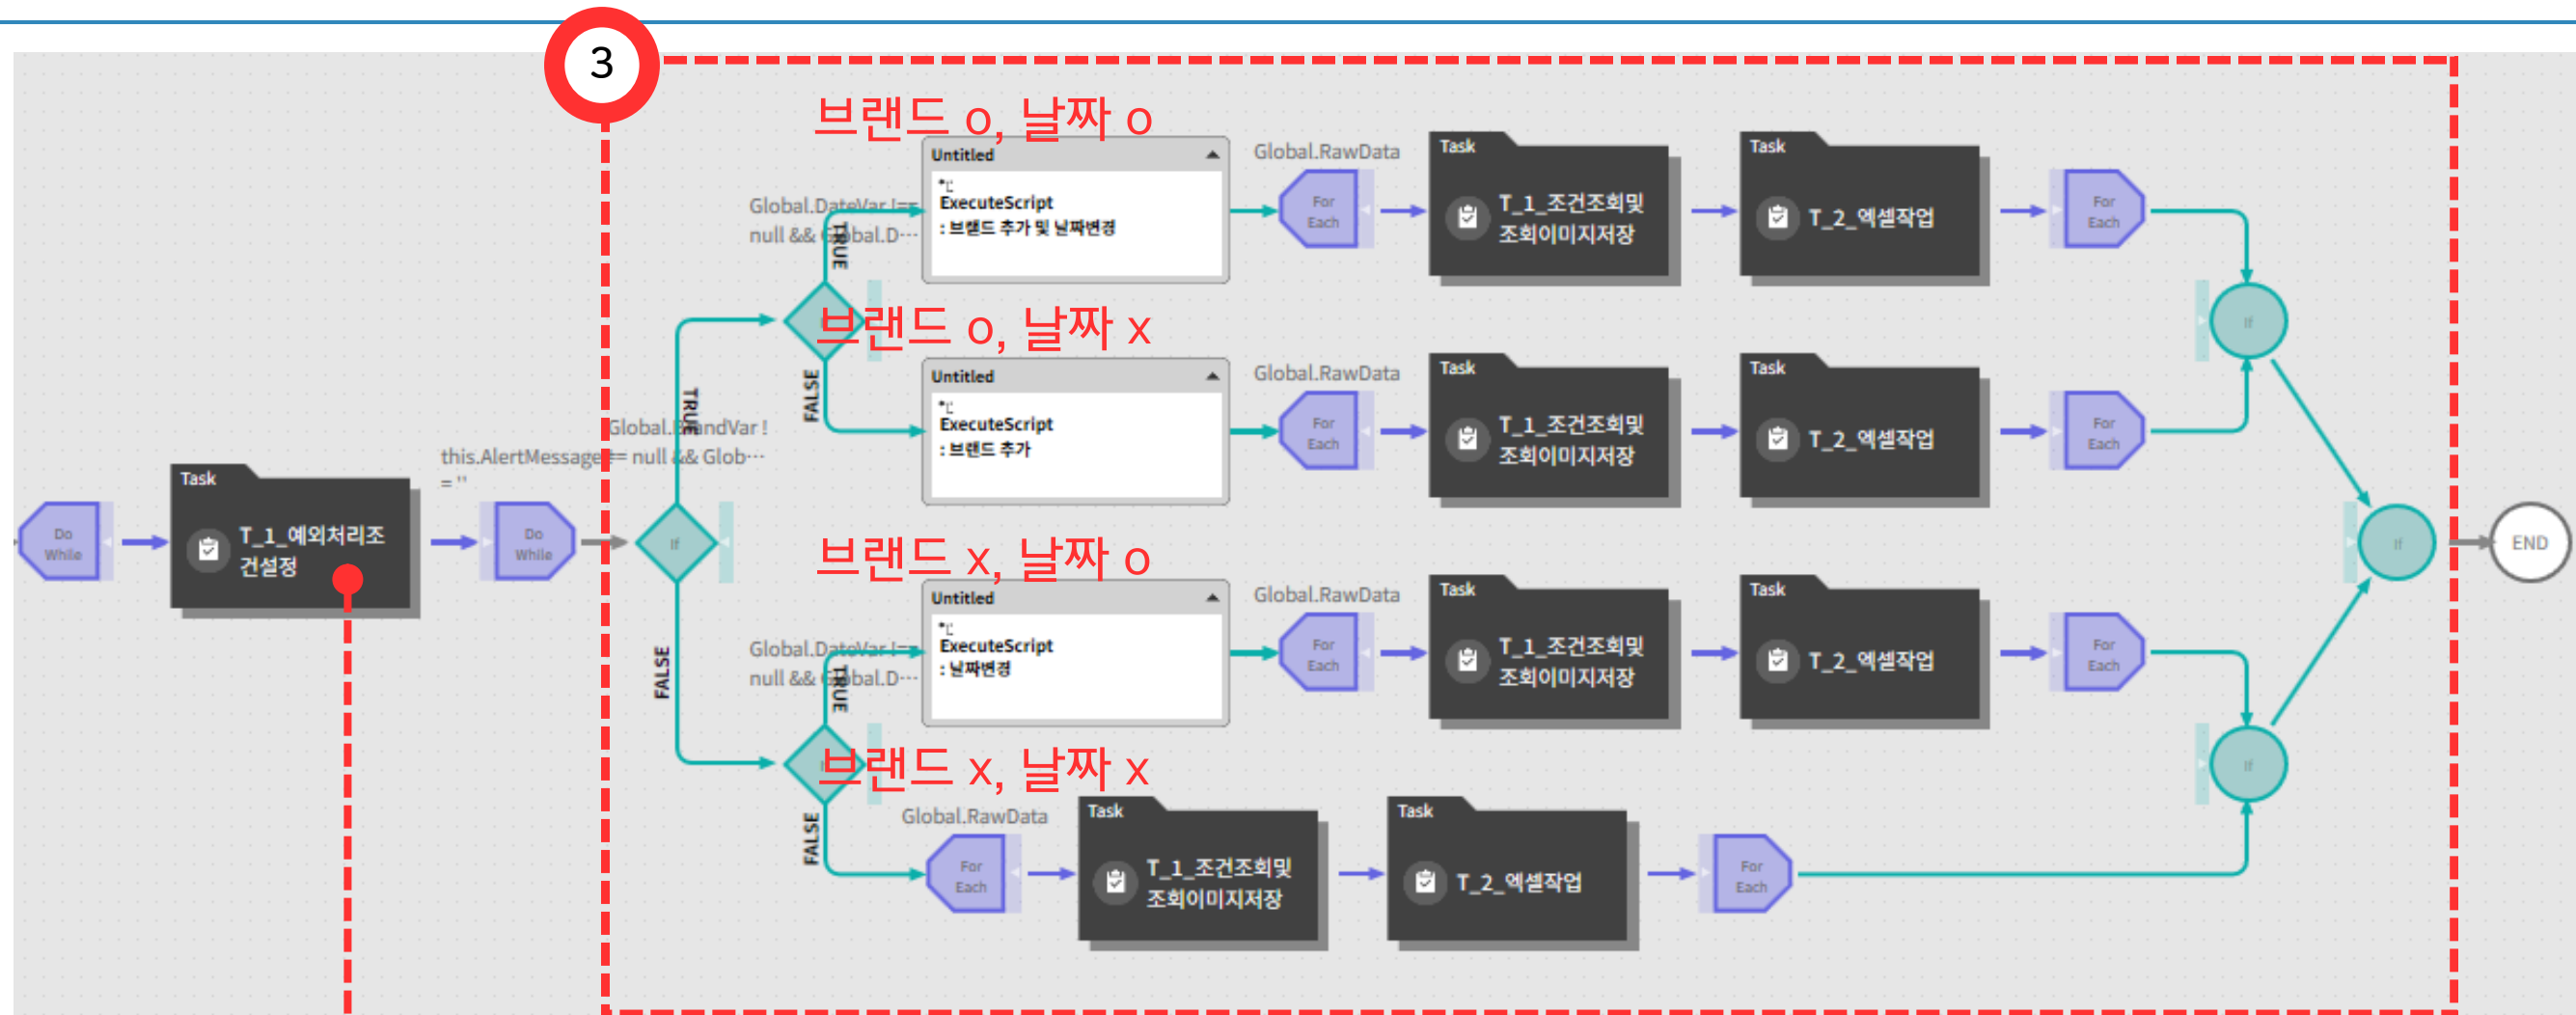 3
브랜드 o, 날짜 o
Untitled
ExecuteScript
: 브랜드 추가 및 날짜변경
Global.DateVar !==
null && Global.D...
TRUE
Global.RawData
For
Each
Task
T_1_조건조회및
조회이미지저장
Task
T_2_엑셀작업
For
Each
If
브랜드 o, 날짜 x
FALSE
Untitled
ExecuteScript
: 브랜드 추가
Global.RawData
For
Each
Task
T_1_조건조회및
조회이미지저장
Task
T_2_엑셀작업
For
Each
TRUE
Global.BrandVar !
== null && Glob...
this.AlertMessage
= ''
Do
While
Task
T_1_예외처리조
건설정
Do
While
If
If
END
브랜드 x, 날짜 o
FALSE
Untitled
ExecuteScript
: 날짜변경
Global.DateVar !==
null && Global.D...
TRUE
Global.RawData
For
Each
Task
T_1_조건조회및
조회이미지저장
Task
T_2_엑셀작업
For
Each
If
브랜드 x, 날짜 x
FALSE
Global.RawData
For
Each
Task
T_1_조건조회및
조회이미지저장
Task
T_2_엑셀작업
For
Each